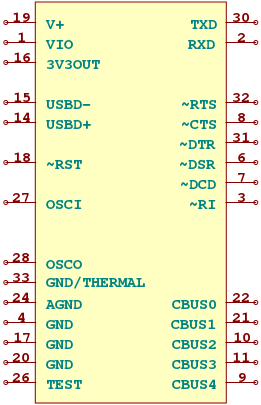 19 V+ TXD 30
1 VIO RXD 2
16 3V3OUT
15 USBD- ~RTS 32
14 USBD+ ~CTS 8
~DTR 31
18 ~RST ~DSR 6
~DCD 7
27 OSCI ~RI 3
28 OSCO
33 GND/THERMAL
24 AGND CBUS0 22
4 GND CBUS1 21
17 GND CBUS2 10
20 GND CBUS3 11
26 TEST CBUS4 9